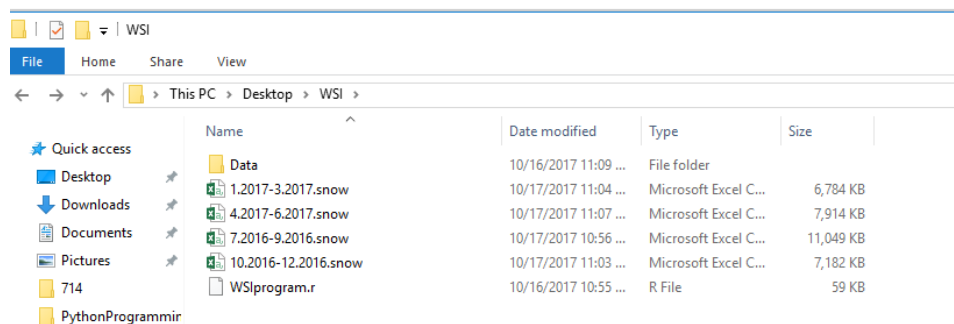 WSI
File Home Share View
This PC > Desktop > WSI >
Name Date modified Type Size
Quick access
Data 10/16/2017 11:09 ... File folder
Desktop
1.2017-3.2017.snow 10/17/2017 11:04 ... Microsoft Excel C... 6,784 KB
Downloads
4.2017-6.2017.snow 10/17/2017 11:07 ... Microsoft Excel C... 7,914 KB
Documents
7.2016-9.2016.snow 10/17/2017 10:56 ... Microsoft Excel C... 11,049 KB
Pictures
10.2016-12.2016.snow 10/17/2017 11:03 ... Microsoft Excel C... 7,182 KB
714
WSIprogram.r 10/16/2017 10:55 ... R File 59 KB
PythonProgrammir